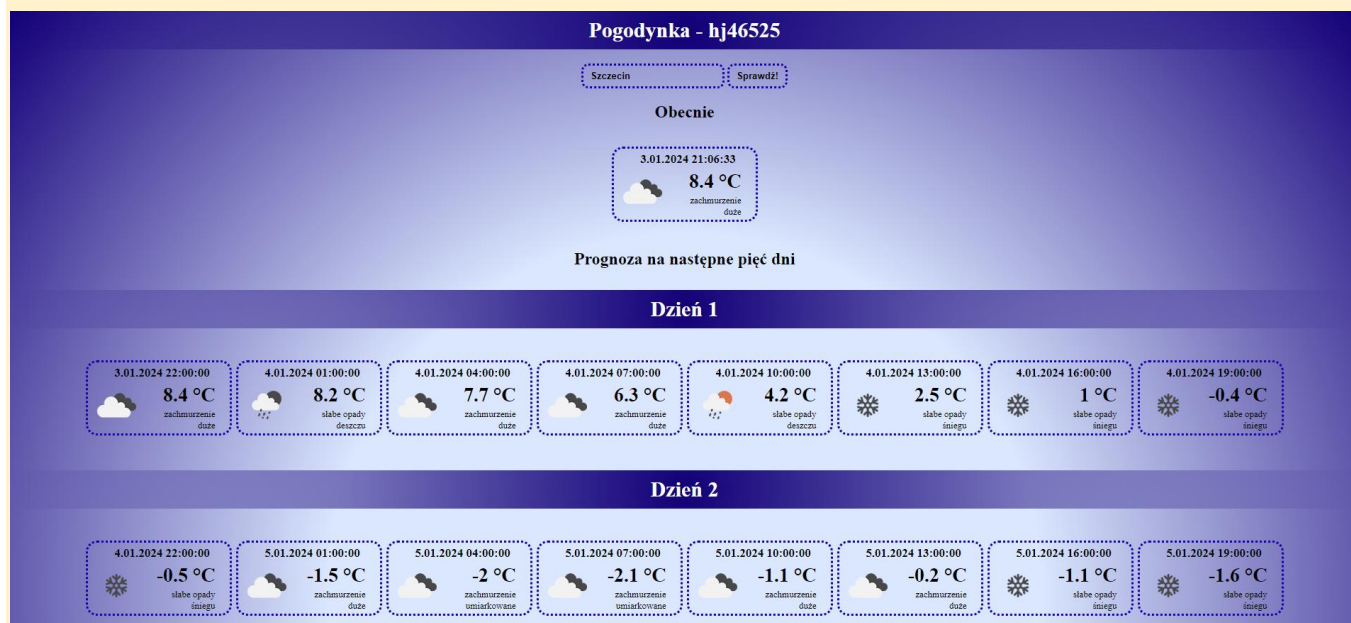 Pogodynka - hj46525
Szczecin Sprawdź!
Obecnie
3.01.2024 21:06:33
8.4 °C
zachmurzenie
duże
Prognoza na następne pięć dni
Dzień 1
3.01.2024 22:00:00
8.4 °C
zachmurzenie
duże
4.01.2024 01:00:00
8.2 °C
słabe opady
deszczu
4.01.2024 04:00:00
7.7 °C
zachmurzenie
duże
4.01.2024 07:00:00
6.3 °C
zachmurzenie
duże
4.01.2024 10:00:00
4.2 °C
słabe opady
deszczu
4.01.2024 13:00:00
2.5 °C
słabe opady
śniegu
4.01.2024 16:00:00
1 °C
słabe opady
śniegu
4.01.2024 19:00:00
-0.4 °C
słabe opady
śniegu
Dzień 2
4.01.2024 22:00:00
-0.5 °C
słabe opady
śniegu
5.01.2024 01:00:00
-1.5 °C
zachmurzenie
duże
5.01.2024 04:00:00
-2 °C
zachmurzenie
umiarkowane
5.01.2024 07:00:00
-2.1 °C
zachmurzenie
umiarkowane
5.01.2024 10:00:00
-1.1 °C
zachmurzenie
duże
5.01.2024 13:00:00
-0.2 °C
zachmurzenie
duże
5.01.2024 16:00:00
-1.1 °C
słabe opady
śniegu
5.01.2024 19:00:00
-1.6 °C
słabe opady
śniegu